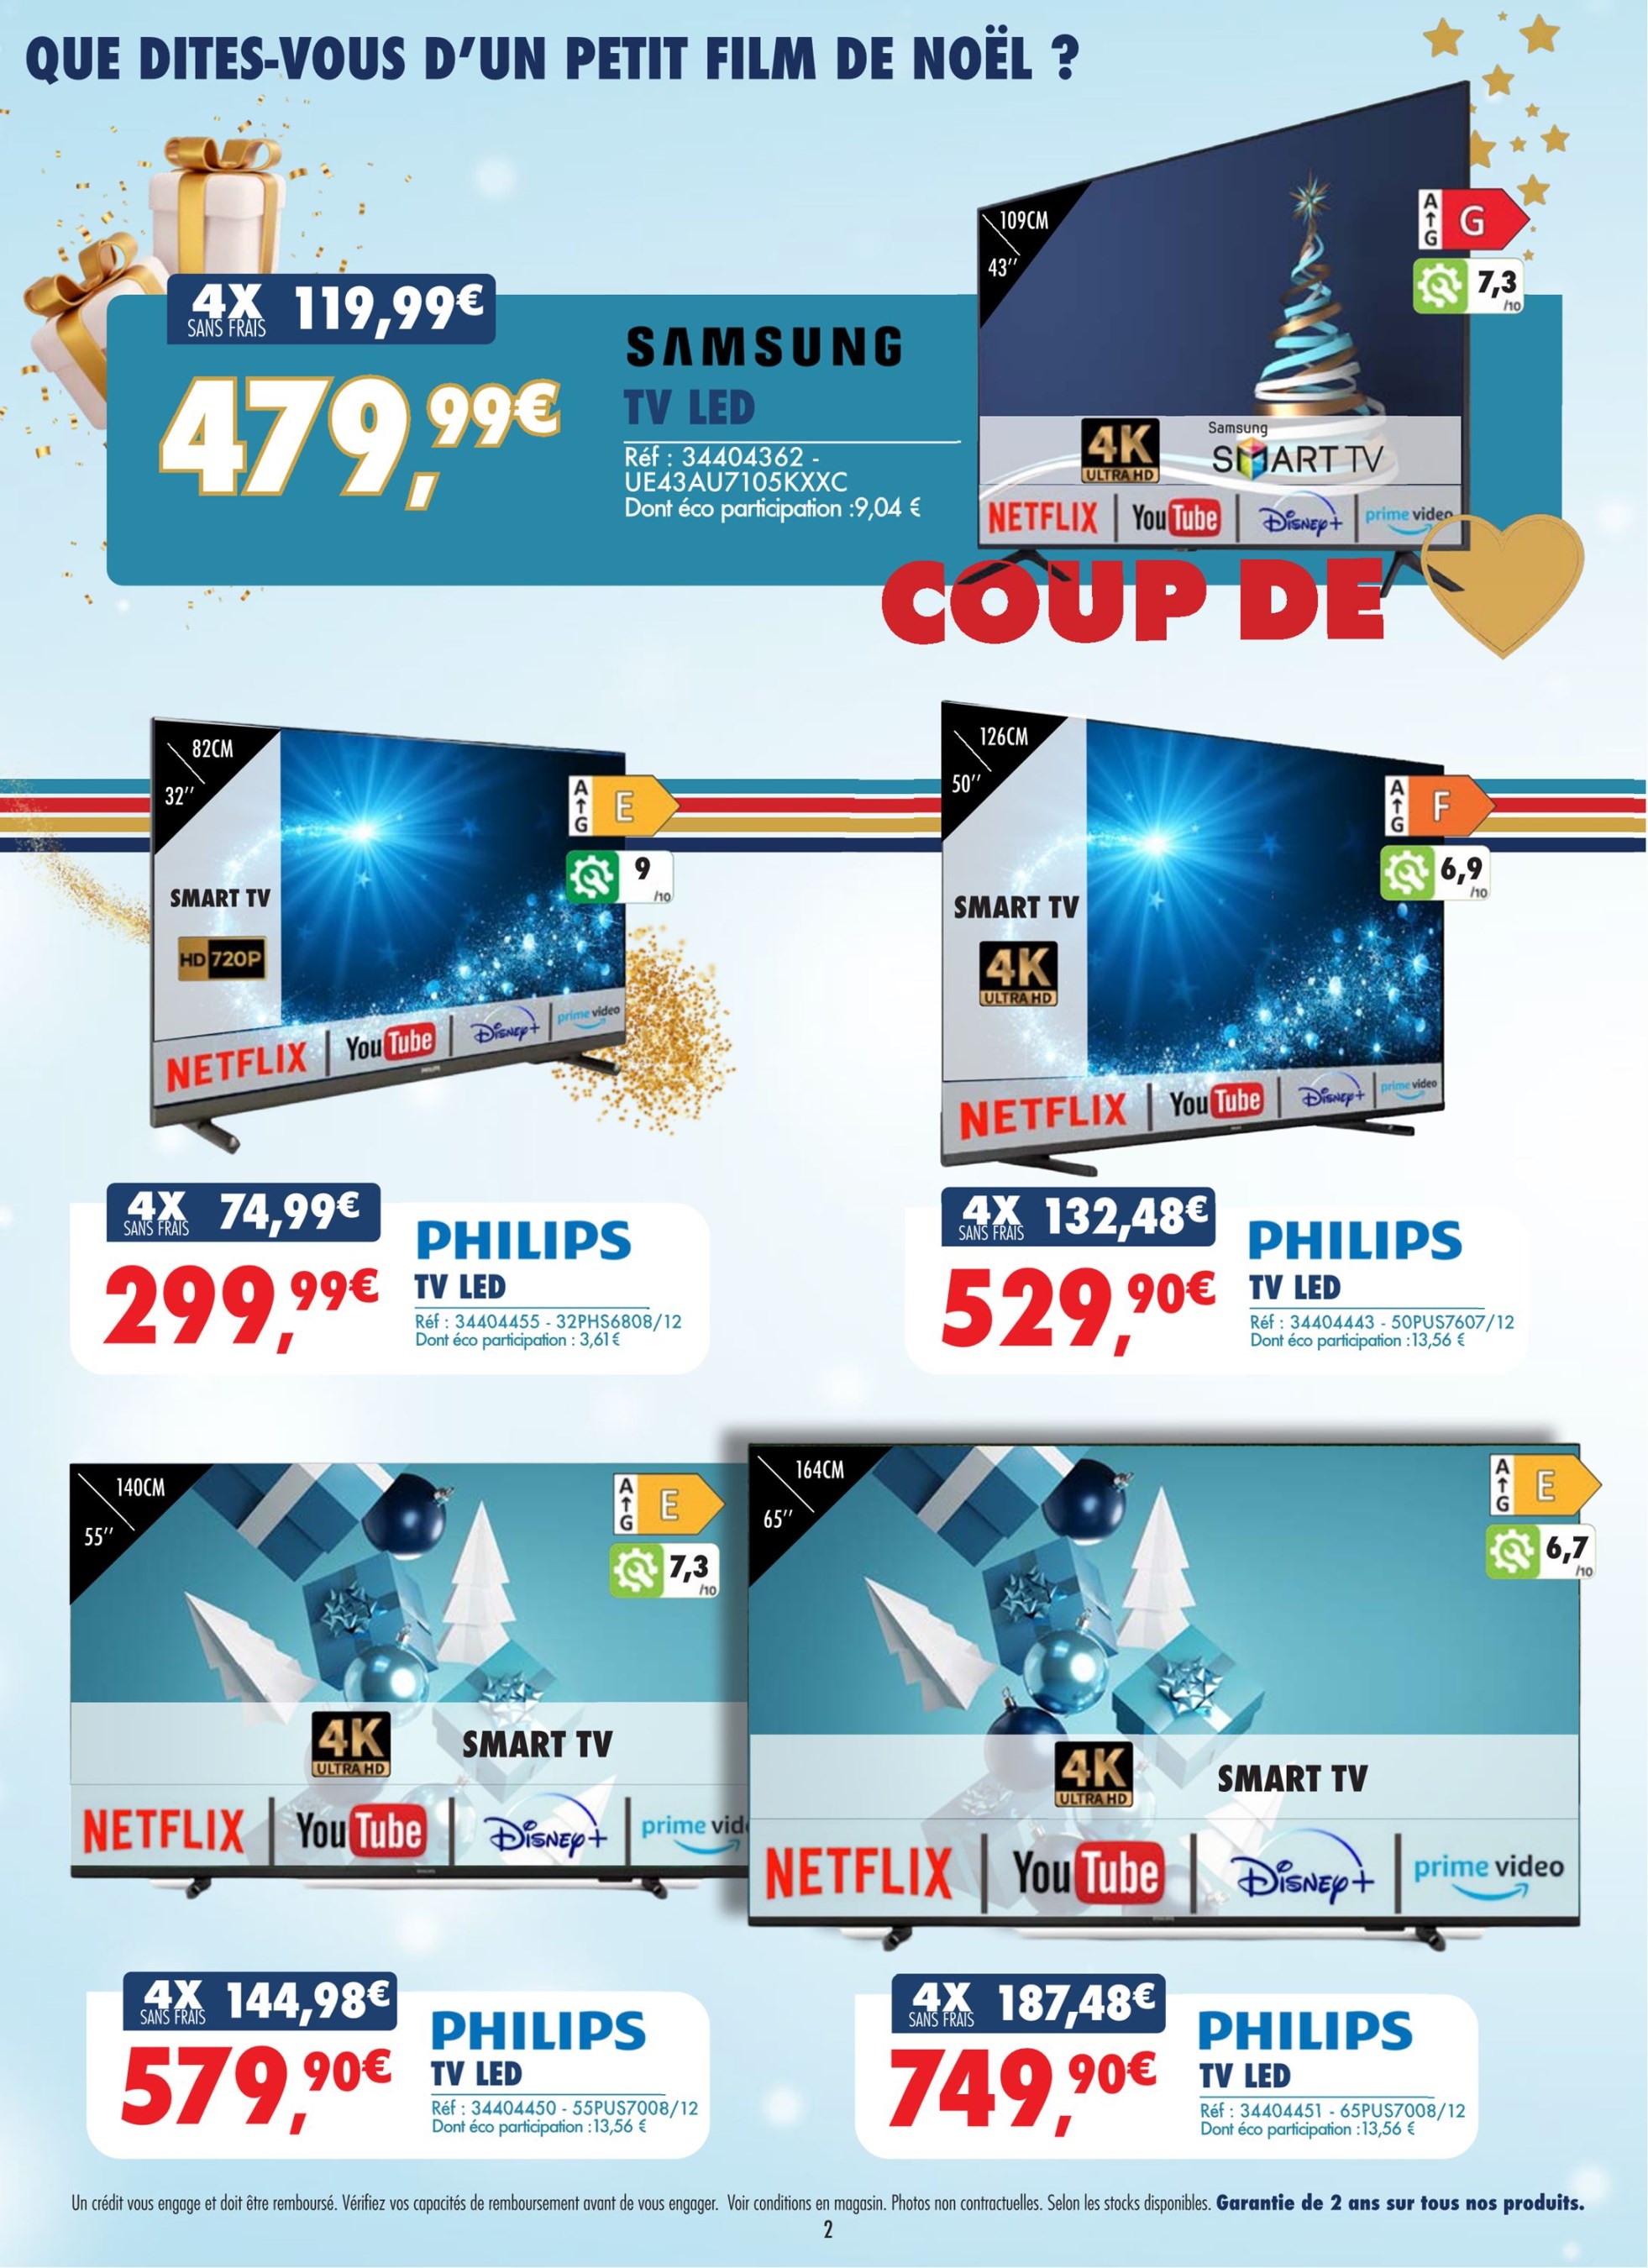 QUE DITES-VOUS D'UN PETIT FILM DE NOËL ?
109CM
43’’
A
G
G
7,3
/10
4X SANS FRAIS 119,99€
479,99€
SAMSUNG
TV LED
Réf : 34404362 -
UE43AU7105KXXC
Dont éco participation :9,04 €
4K
ULTRA HD
Samsung
SMART TV
NETFLIX
YouTube
Disney+
prime video
COUP DE
82CM
32’’
A
G
E
9
/10
SMART TV
HD 720P
NETFLIX
YouTube
Disney+
prime video
PHILIPS
126CM
50’’
A
G
F
6,9
/10
SMART TV
4K
ULTRA HD
NETFLIX
YouTube
Disney+
prime video
4X SANS FRAIS 74,99€
299,99€
PHILIPS
TV LED
Réf : 34404455 - 32PHS6808/12
Dont éco participation : 3,61€
4X SANS FRAIS 132,48€
529,90€
PHILIPS
TV LED
Réf : 34404443 - 50PUS7607/12
Dont éco participation :13,56 €
140CM
55’’
A
G
E
7,3
/10
4K
ULTRA HD
SMART TV
NETFLIX
YouTube
Disney+
prime vid
164CM
65’’
A
G
E
6,7
/10
4K
ULTRA HD
SMART TV
NETFLIX
YouTube
Disney+
prime video
4X SANS FRAIS 144,98€
579,90€
PHILIPS
TV LED
Réf : 34404450 - 55PUS7008/12
Dont éco participation :13,56 €
4X SANS FRAIS 187,48€
749,90€
PHILIPS
TV LED
Réf : 34404451 - 65PUS7008/12
Dont éco participation :13,56 €
Un crédit vous engage et doit être remboursé. Vérifiez vos capacités de remboursement avant de vous engager. Voir conditions en magasin. Photos non contractuelles. Selon les stocks disponibles. Garantie de 2 ans sur tous nos produits.
2